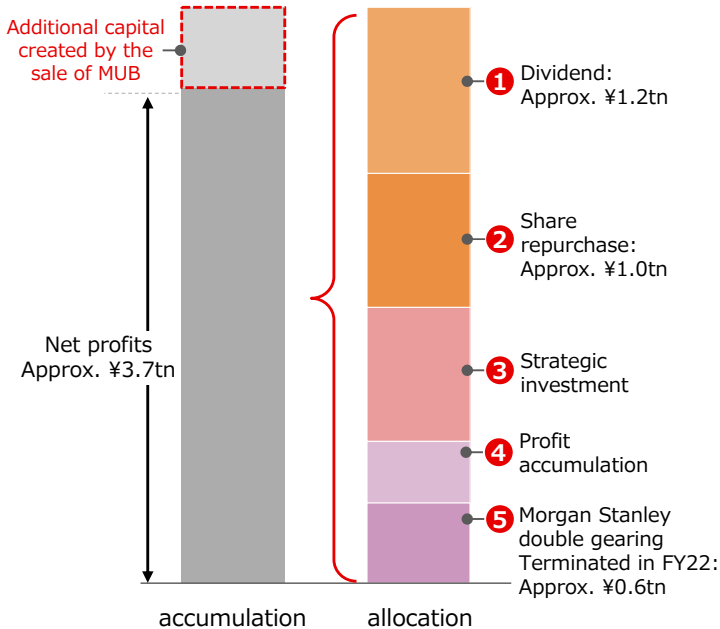 Additional capital
created by the
sale of MUB
Net profits
Approx. ¥3.7tn
1 Dividend:
Approx. ¥1.2tn
2 Share
repurchase:
Approx. ¥1.0tn
3 Strategic
investment
4 Profit
accumulation
5 Morgan Stanley
double gearing
Terminated in FY22:
Approx. ¥0.6tn
accumulation
allocation